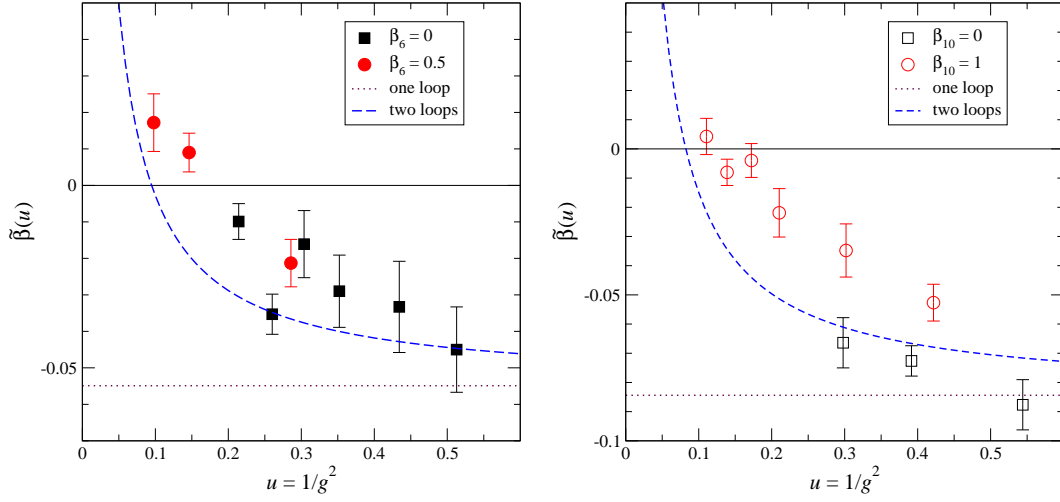 β̃(u)
0
-0.05
0 0.1 0.2 0.3 0.4 0.5
u = 1/g²
β₆ = 0
β₆ = 0.5
one loop
two loops
β̃(u)
0
-0.05
-0.1
0 0.1 0.2 0.3 0.4 0.5
u = 1/g²
β₁₀ = 0
β₁₀ = 1
one loop
two loops